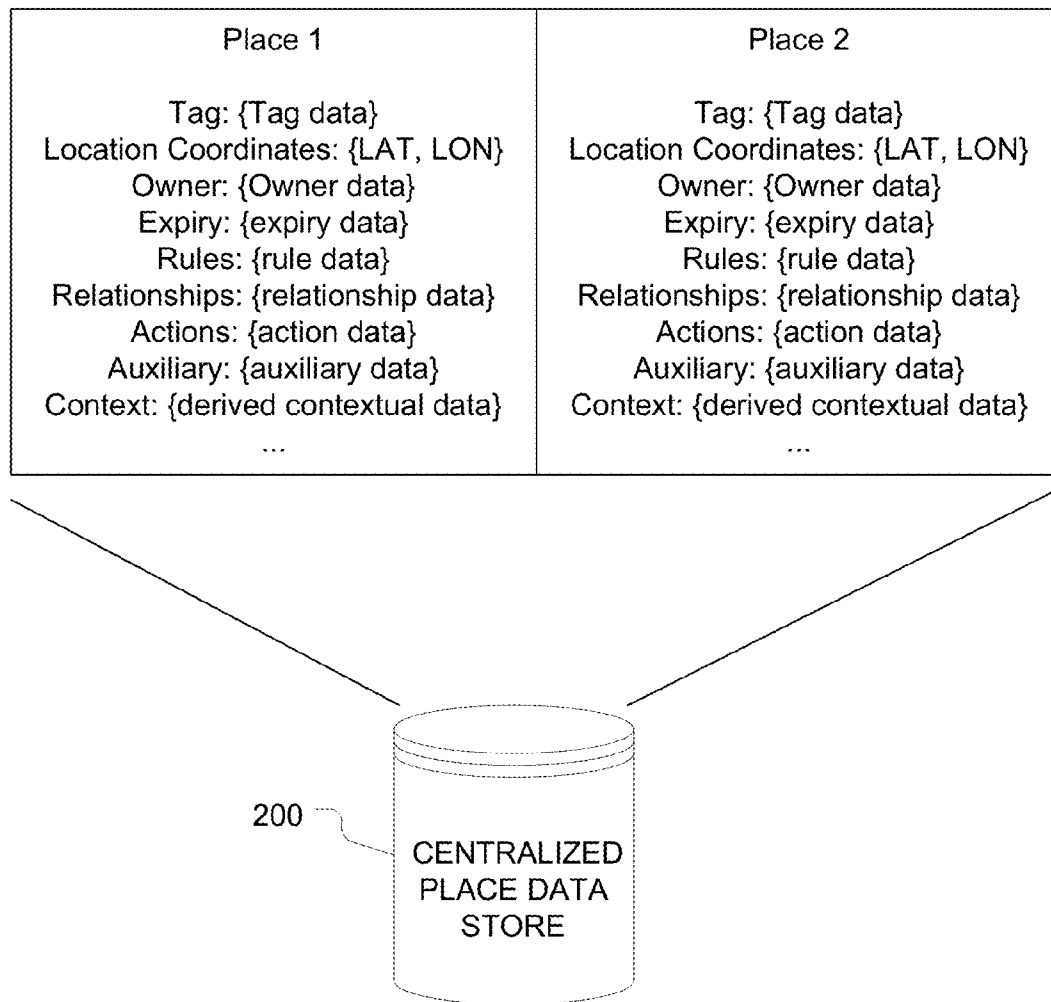 Place 1
Tag: {Tag data}
Location Coordinates: {LAT, LON}
Owner: {Owner data}
Expiry: {expiry data}
Rules: {rule data}
Relationships: {relationship data}
Actions: {action data}
Auxiliary: {auxiliary data}
Context: {derived contextual data}
...
Place 2
Tag: {Tag data}
Location Coordinates: {LAT, LON}
Owner: {Owner data}
Expiry: {expiry data}
Rules: {rule data}
Relationships: {relationship data}
Actions: {action data}
Auxiliary: {auxiliary data}
Context: {derived contextual data}
...
200
CENTRALIZED
PLACE DATA
STORE